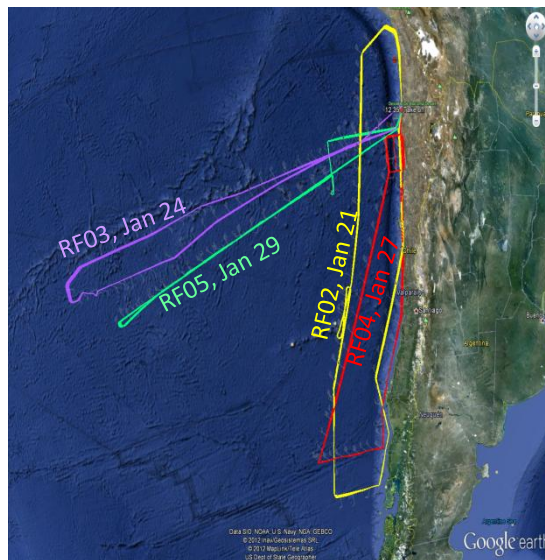 RF03, Jan 24
RF05, Jan 29
RF02, Jan 21
RF04, Jan 27
Santiago
Argentina
Data SIO, NOAA, U.S. Navy, NGA, GEBCO
© 2012 Inav/Geosistemas SRL
© 2012 MapLink/Tele Atlas
US Dept of State Geographer
Google earth